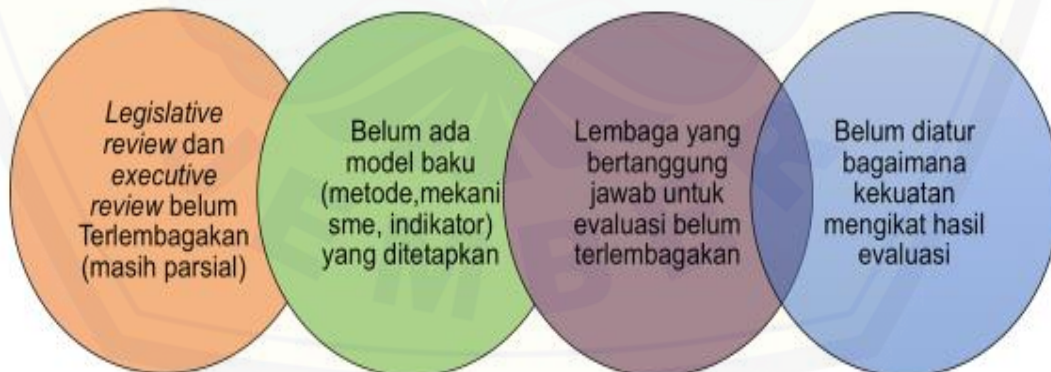 Legislative
review dan
executive
review belum
Terlembagakan
(masih parsial)
Belum ada
model baku
(metode,mekani
sme, indikator)
yang ditetapkan
Lembaga yang
bertanggung
jawab untuk
evaluasi belum
terlembagakan
Belum diatur
bagaimana
kekuatan
mengikat hasil
evaluasi